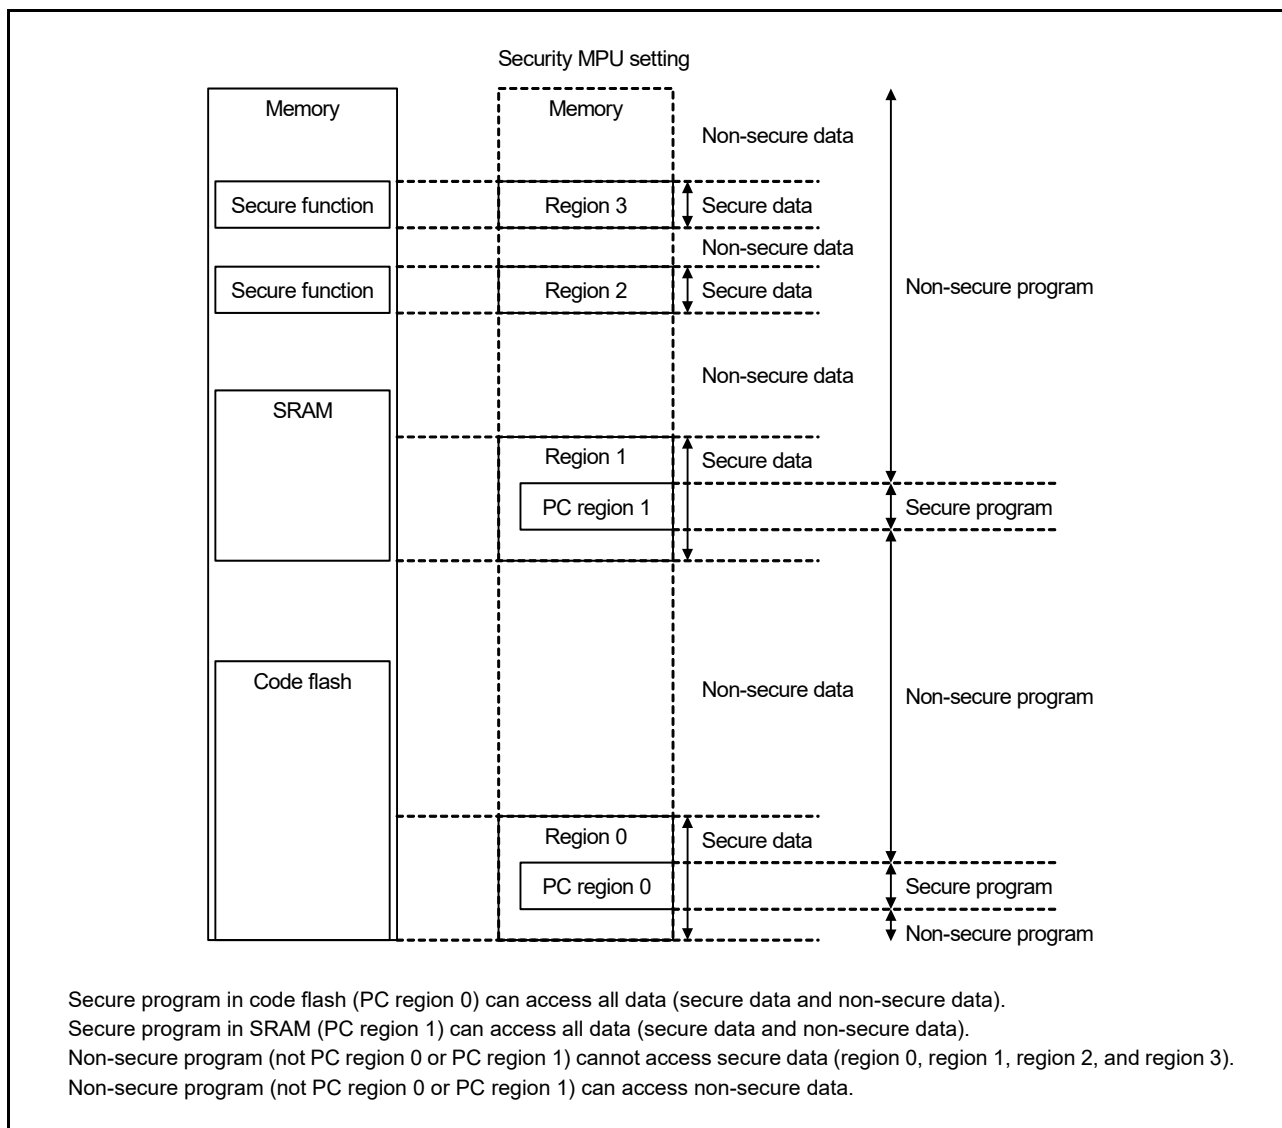 Security MPU setting
Memory
Memory
Non-secure data
Secure function
Region 3
Secure data
Non-secure data
Secure function
Region 2
Secure data
Non-secure program
Non-secure data
SRAM
Region 1
Secure data
PC region 1
Secure program
Code flash
Non-secure data
Non-secure program
Region 0
Secure data
PC region 0
Secure program
Non-secure program
Secure program in code flash (PC region 0) can access all data (secure data and non-secure data).
Secure program in SRAM (PC region 1) can access all data (secure data and non-secure data).
Non-secure program (not PC region 0 or PC region 1) cannot access secure data (region 0, region 1, region 2, and region 3).
Non-secure program (not PC region 0 or PC region 1) can access non-secure data.